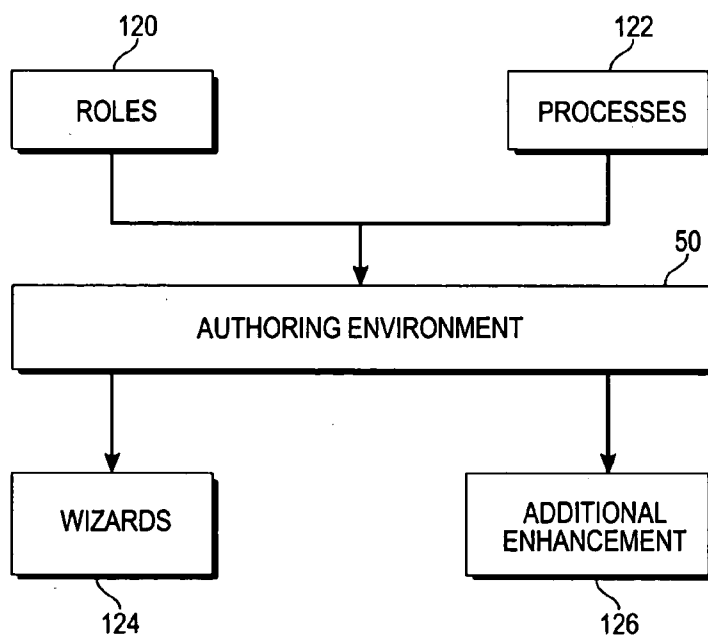 120
122
ROLES
PROCESSES
50
AUTHORING ENVIRONMENT
WIZARDS
ADDITIONAL
ENHANCEMENT
124
126